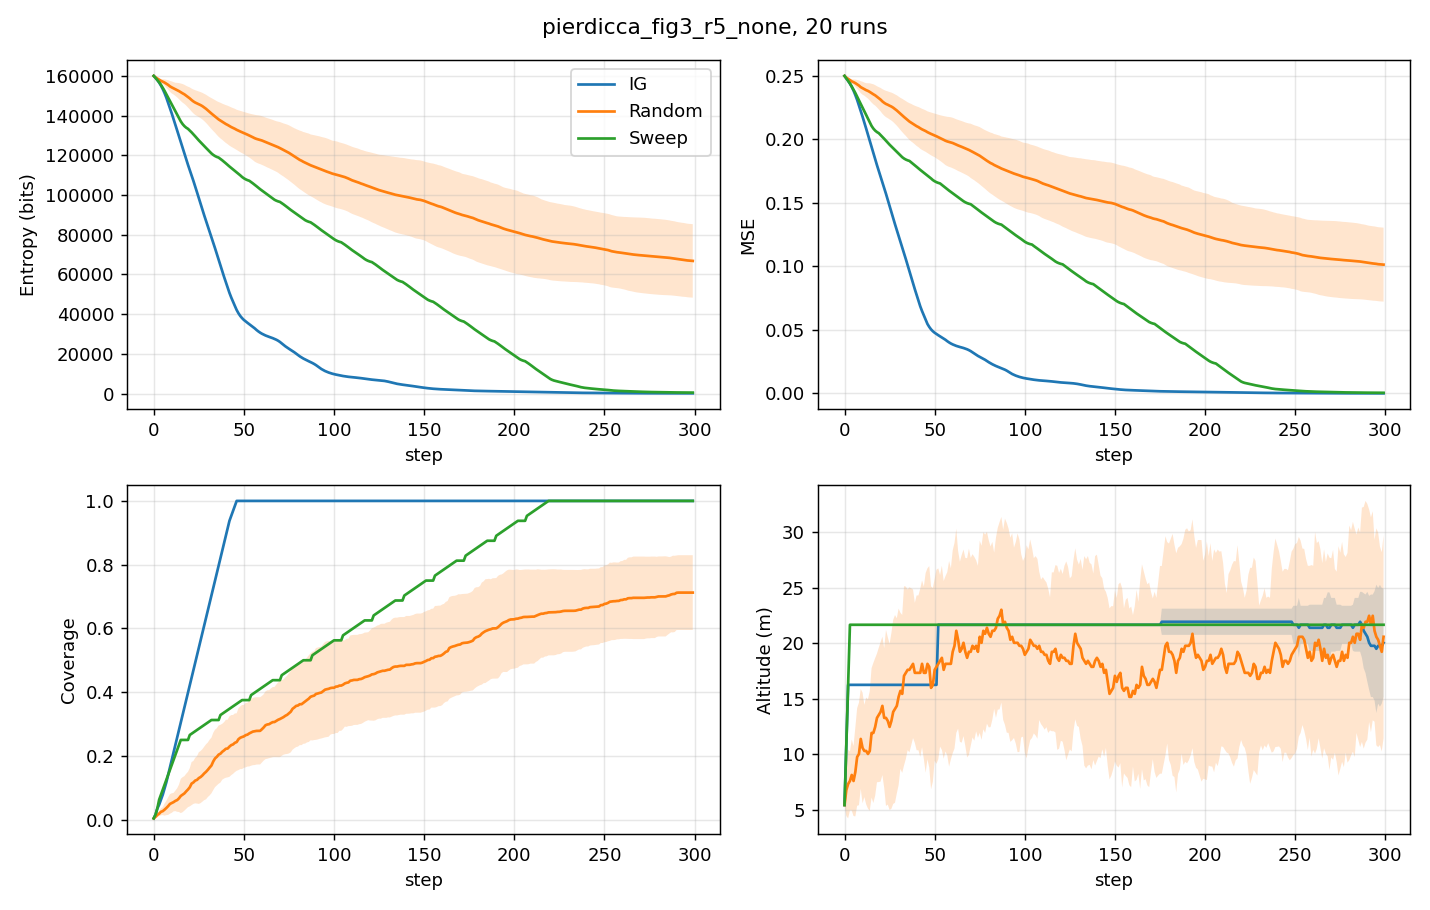 pierdicca_fig3_r5_none, 20 runs
Entropy (bits)
160000
140000
120000
100000
80000
60000
40000
20000
0
IG
Random
Sweep
0 50 100 150 200 250 300
step
MSE
0.25
0.20
0.15
0.10
0.05
0.00
0 50 100 150 200 250 300
step
Coverage
1.0
0.8
0.6
0.4
0.2
0.0
0 50 100 150 200 250 300
step
Altitude (m)
30
25
20
15
10
5
0 50 100 150 200 250 300
step